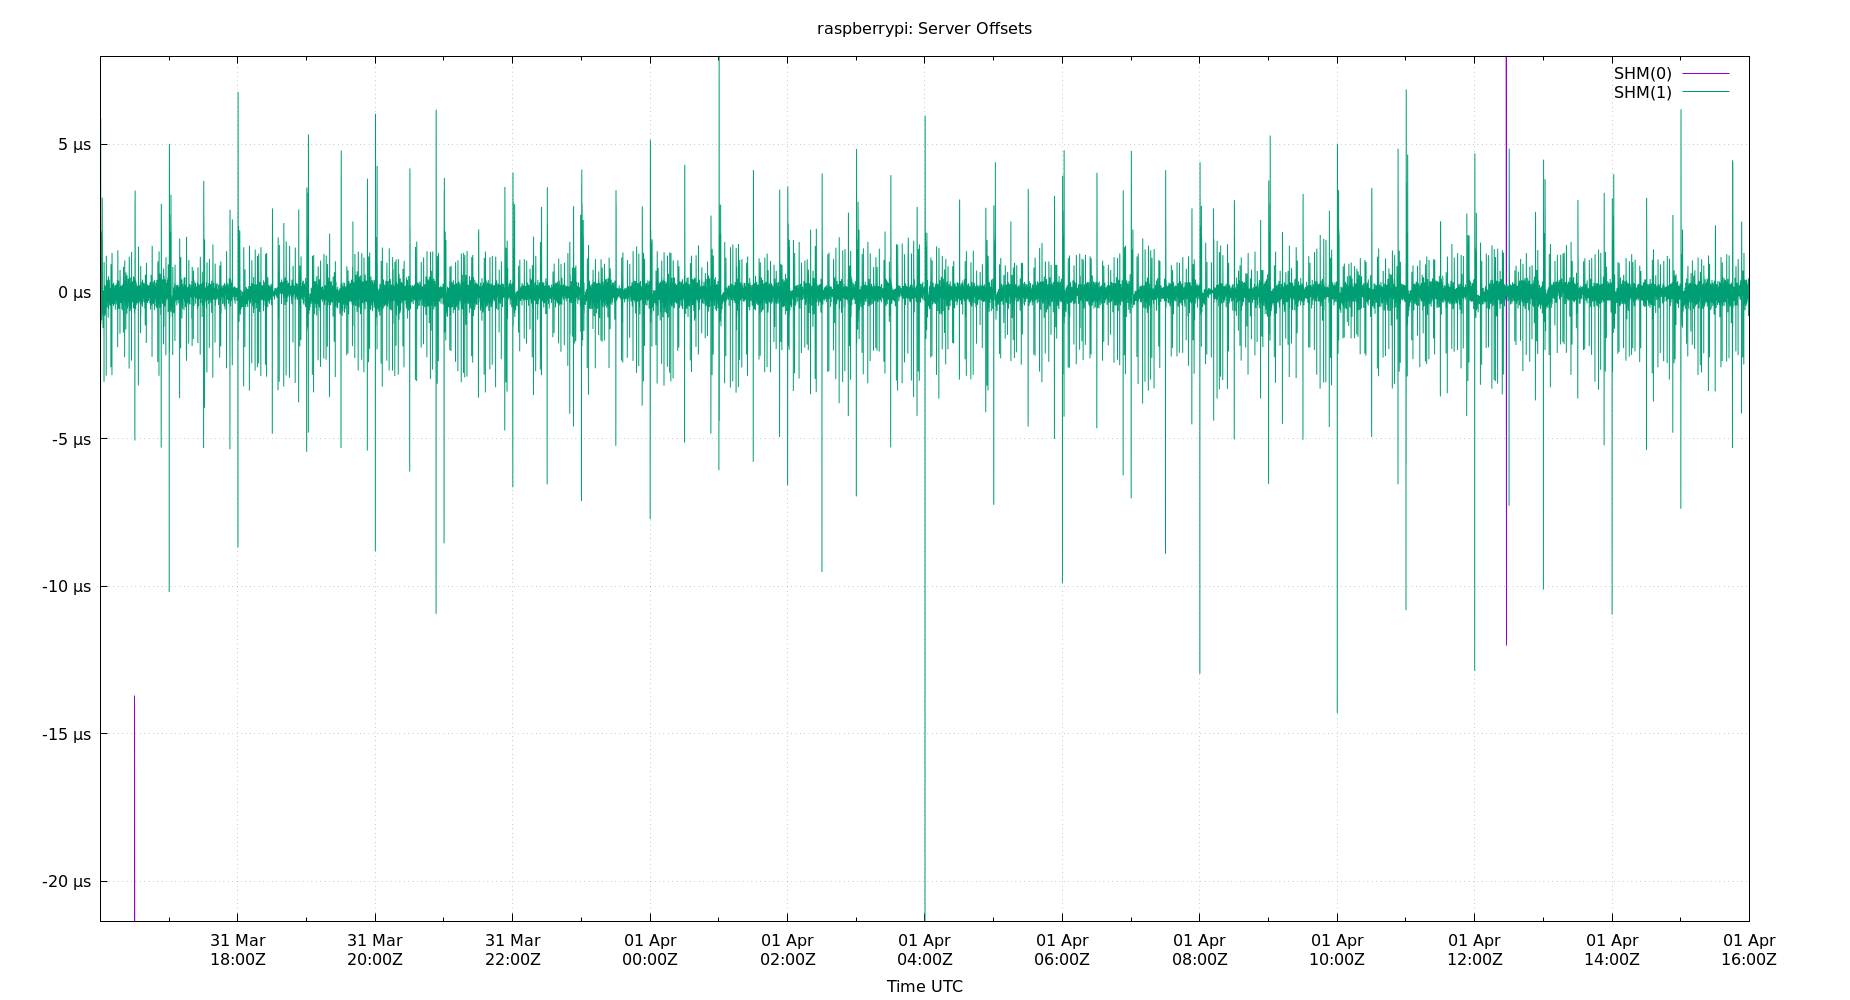 raspberrypi: Server Offsets
SHM(0)
SHM(1)
5 µs
0 µs
-5 µs
-10 µs
-15 µs
-20 µs
31 Mar 31 Mar 31 Mar 01 Apr 01 Apr 01 Apr 01 Apr 01 Apr 01 Apr 01 Apr 01 Apr 01 Apr
18:00Z 20:00Z 22:00Z 00:00Z 02:00Z 04:00Z 06:00Z 08:00Z 10:00Z 12:00Z 14:00Z 16:00Z
Time UTC